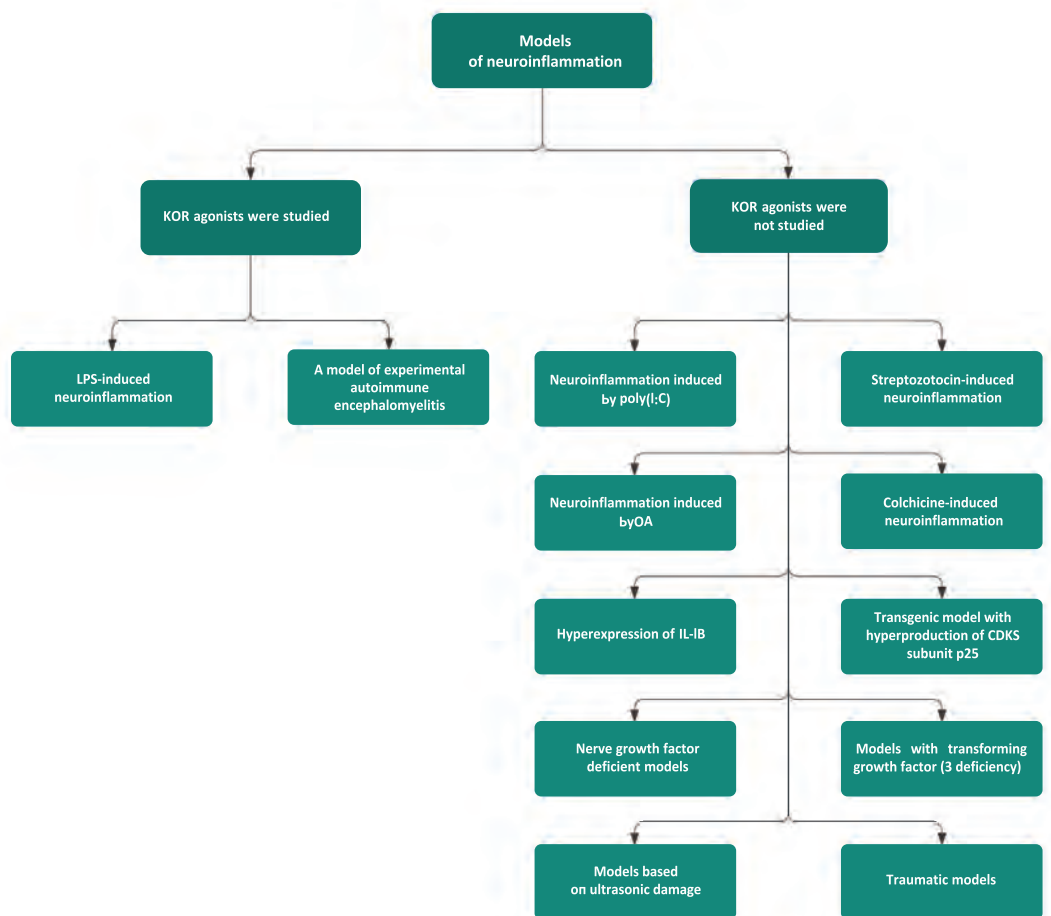 Models
of neuroinflammation
KOR agonists were studied
KOR agonists were
not studied
LPS-induced
neuroinflammation
A model of experimental
autoimmune
encephalomyelitis
Neuroinflammation induced
by poly(l:C)
Streptozotocin-induced
neuroinflammation
Neuroinflammation induced
byOA
Colchicine-induced
neuroinflammation
Hyperexpression of IL-lB
Transgenic model with
hyperproduction of CDKS
subunit p25
Nerve growth factor
deficient models
Models with transforming
growth factor (3 deficiency)
Models based
on ultrasonic damage
Traumatic models